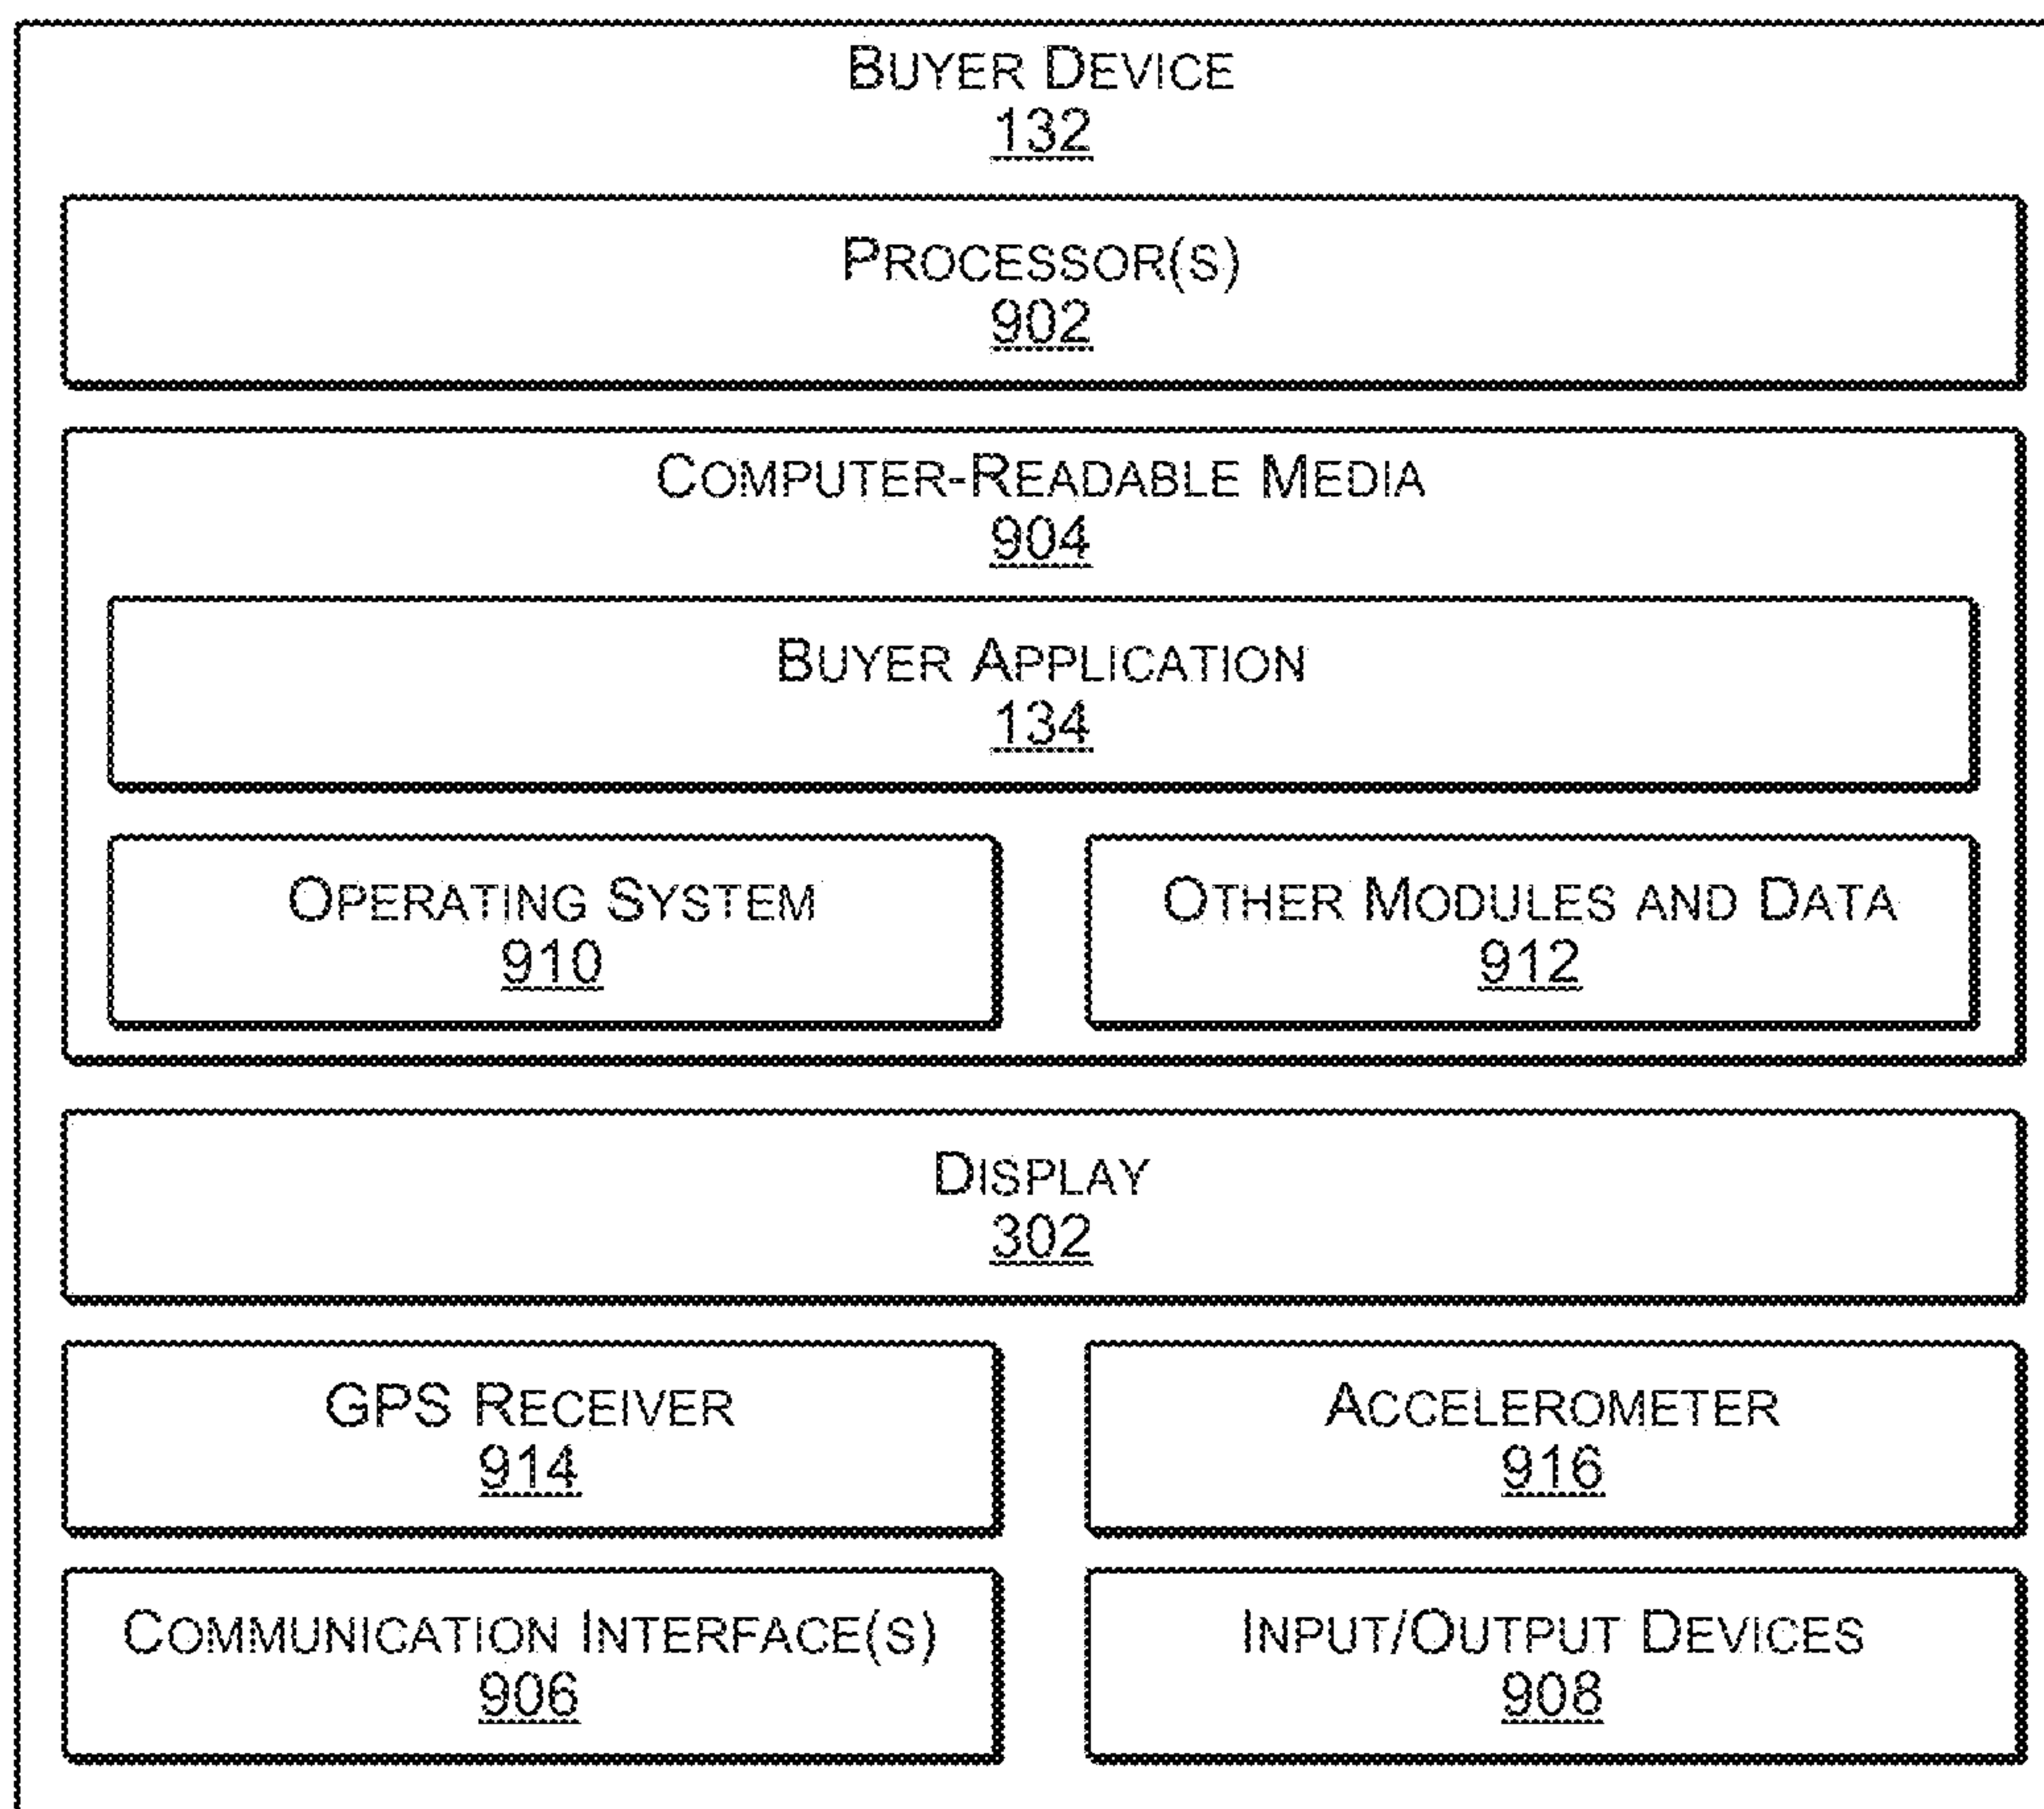 BUYER DEVICE
132
PROCESSOR(S)
902
COMPUTER-READABLE MEDIA
904
BUYER APPLICATION
134
OPERATING SYSTEM
910
OTHER MODULES AND DATA
912
DISPLAY
302
GPS RECEIVER
914
ACCELEROMETER
916
COMMUNICATION INTERFACE(S)
906
INPUT/OUTPUT DEVICES
908